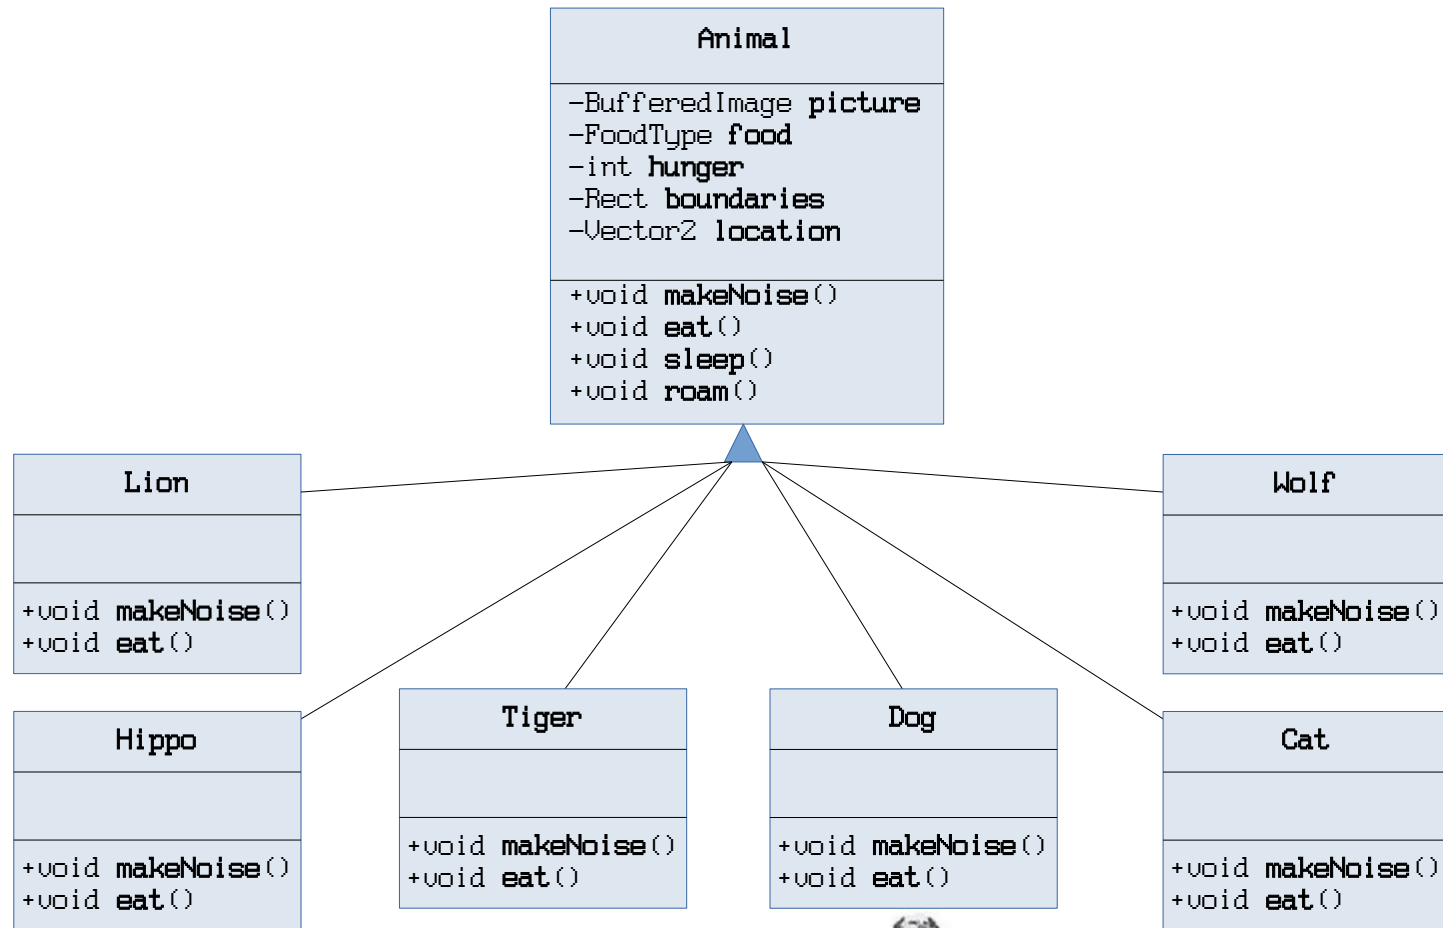 Animal
-BufferedImage picture
-FoodType food
-int hunger
-Rect boundaries
-Vector2 location
+void makeNoise()
+void eat()
+void sleep()
+void roam()
Lion
+void makeNoise()
+void eat()
Wolf
+void makeNoise()
+void eat()
Hippo
+void makeNoise()
+void eat()
Tiger
+void makeNoise()
+void eat()
Dog
+void makeNoise()
+void eat()
Cat
+void makeNoise()
+void eat()